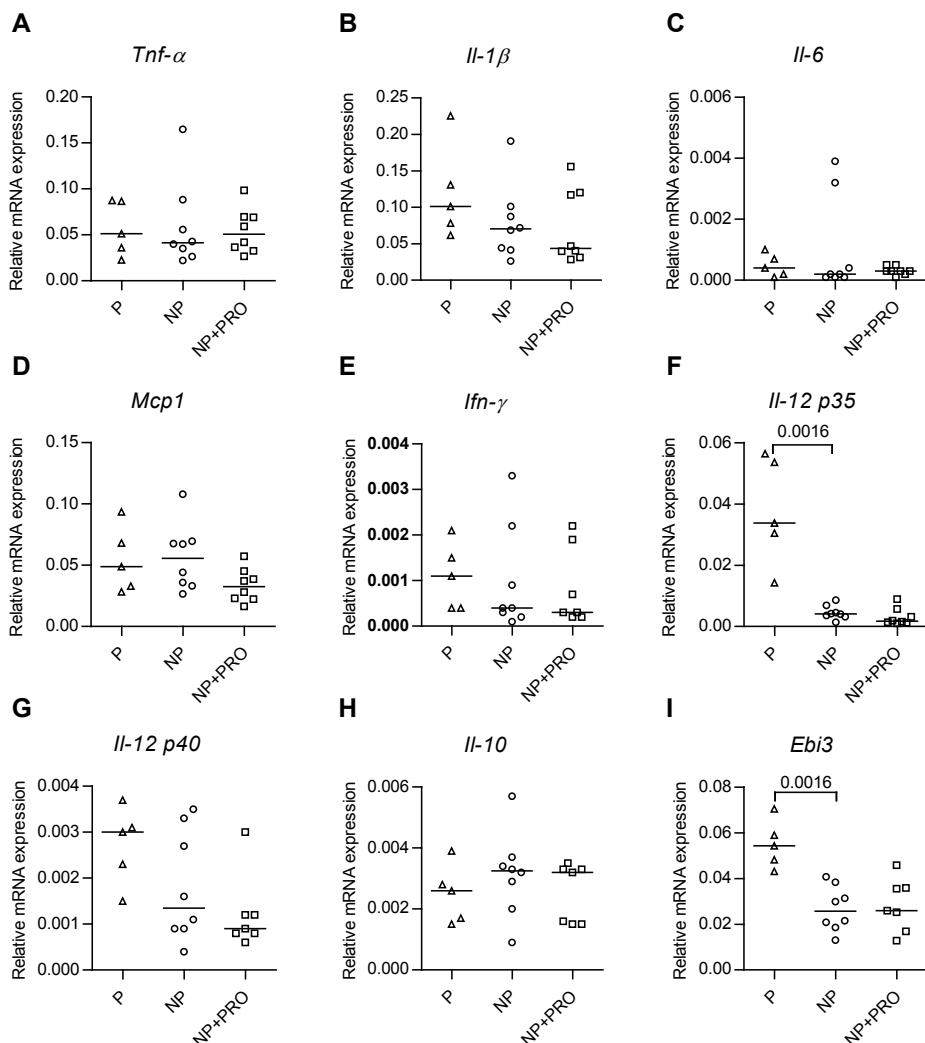 A
Tnf-α
Relative mRNA expression
0.20
0.15
0.10
0.05
0.00
P
NP
NP+PRO
B
Il-1β
Relative mRNA expression
0.25
0.20
0.15
0.10
0.05
0.00
P
NP
NP+PRO
C
Il-6
Relative mRNA expression
0.006
0.004
0.002
0.000
P
NP
NP+PRO
D
Mcp1
Relative mRNA expression
0.15
0.10
0.05
0.00
P
NP
NP+PRO
E
Ifn-γ
Relative mRNA expression
0.004
0.003
0.002
0.001
0.000
P
NP
NP+PRO
F
Il-12 p35
Relative mRNA expression
0.06
0.04
0.02
0.00
0.0016
P
NP
NP+PRO
G
Il-12 p40
Relative mRNA expression
0.004
0.003
0.002
0.001
0.000
P
NP
NP+PRO
H
Il-10
Relative mRNA expression
0.006
0.004
0.002
0.000
P
NP
NP+PRO
I
Ebi3
Relative mRNA expression
0.08
0.06
0.04
0.02
0.00
0.0016
P
NP
NP+PRO